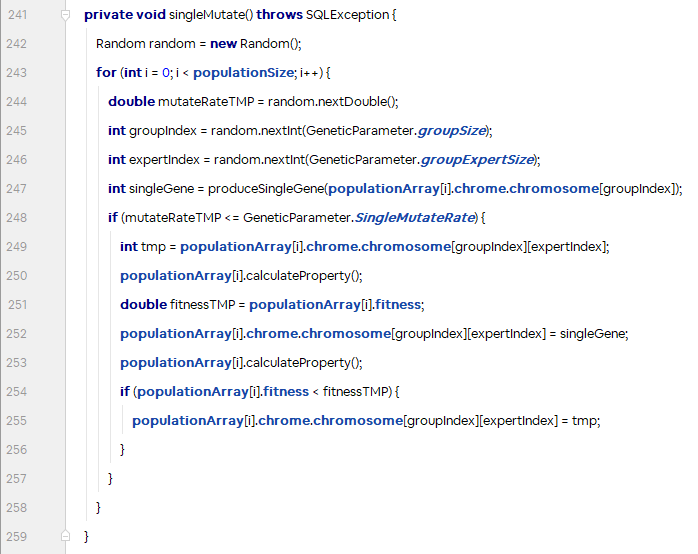 241 private void singleMutate() throws SQLException {
242 Random random = new Random();
243 for (int i = 0; i < populationSize; i++) {
244 double mutateRateTMP = random.nextDouble();
245 int groupIndex = random.nextInt(GeneticParameter.groupSize);
246 int expertIndex = random.nextInt(GeneticParameter.groupExpertSize);
247 int singleGene = produceSingleGene(populationArray[i].chrome.chromosome[groupIndex]);
248 if (mutateRateTMP <= GeneticParameter.SingleMutateRate) {
249 int tmp = populationArray[i].chrome.chromosome[groupIndex][expertIndex];
250 populationArray[i].calculateProperty();
251 double fitnessTMP = populationArray[i].fitness;
252 populationArray[i].chrome.chromosome[groupIndex][expertIndex] = singleGene;
253 populationArray[i].calculateProperty();
254 if (populationArray[i].fitness < fitnessTMP) {
255 populationArray[i].chrome.chromosome[groupIndex][expertIndex] = tmp;
256 }
257 }
258 }
259 }